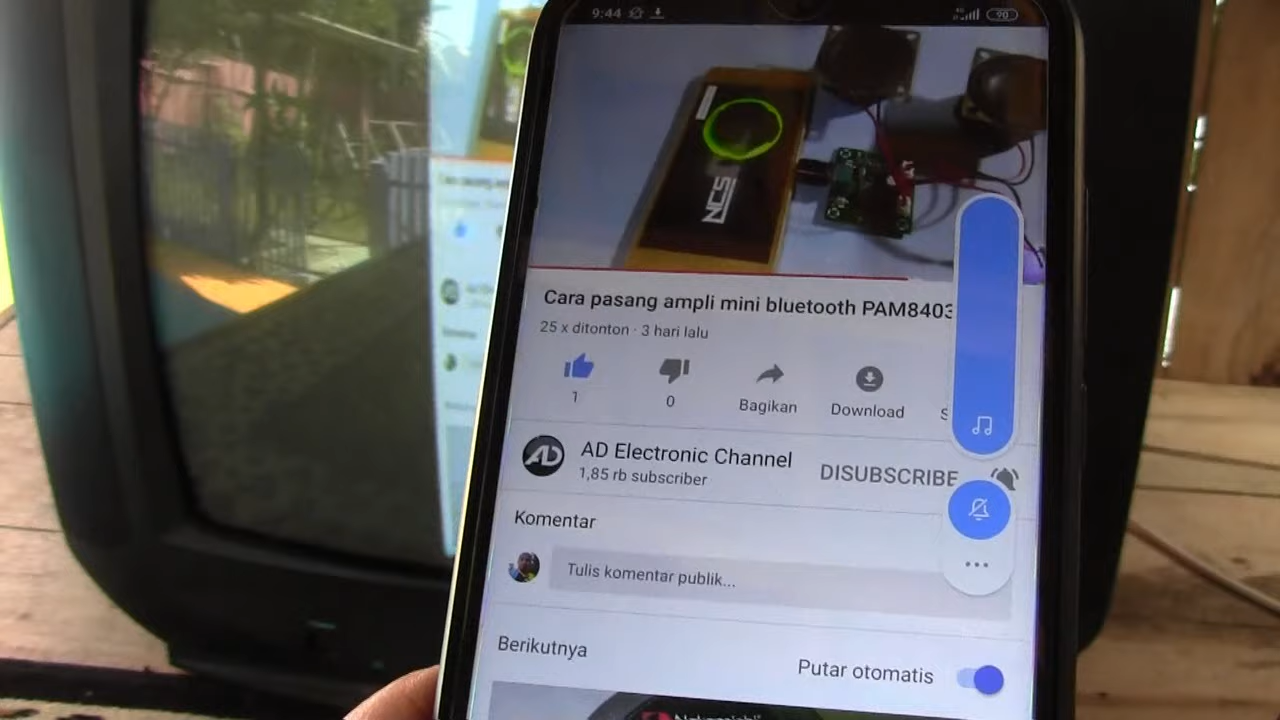 9:44
90
NCS
Cara pasang ampli mini bluetooth PAM8403
25 x ditonton · 3 hari lalu
1
0
Bagikan
Download
S
AD
AD Electronic Channel
1,85 rb subscriber
DISUBSCRIBE
Komentar
Tulis komentar publik...
Berikutnya
Putar otomatis
Nakamichi